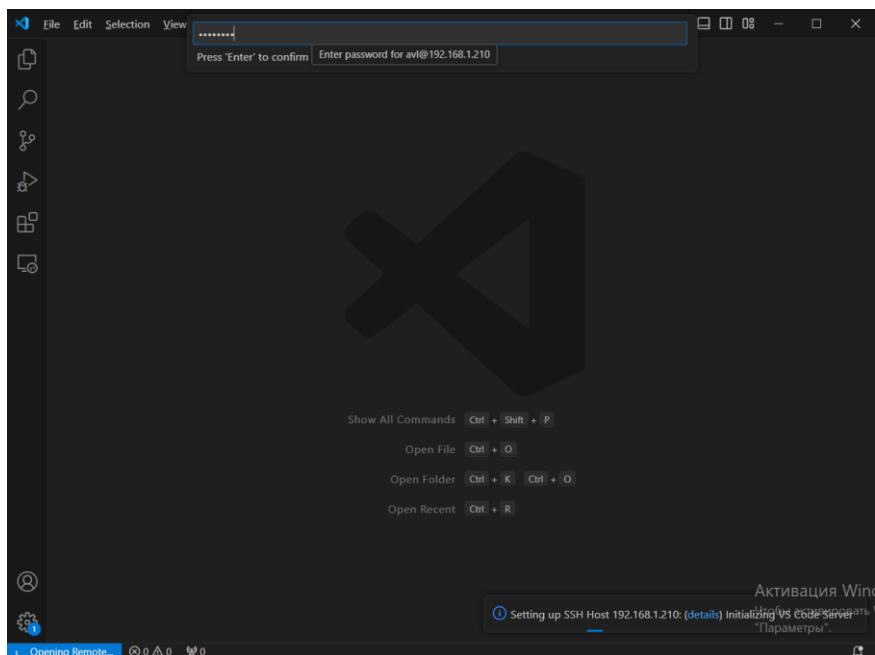 File Edit Selection View
••••••••
Press 'Enter' to confirm
Enter password for avl@192.168.1.210
Show All Commands Ctrl + Shift + P
Open File Ctrl + O
Open Folder Ctrl + K Ctrl + O
Open Recent Ctrl + R
Активация Win
Setting up SSH Host 192.168.1.210: (details) Initializing VS Code Server
"Параметры".
1
Opening Remote... 0 0 0